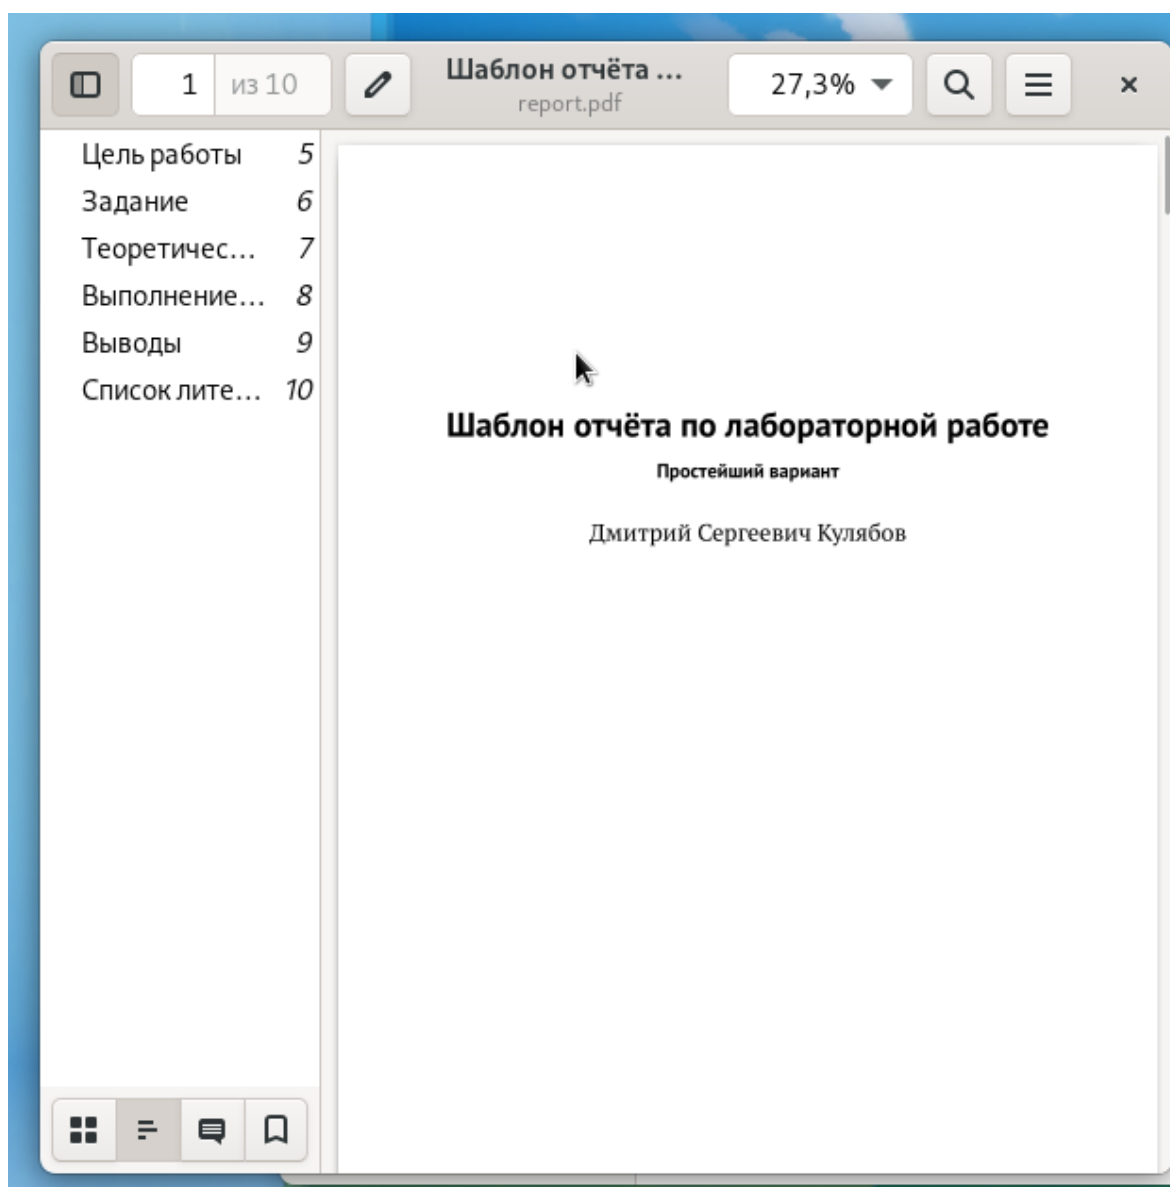 1 из 10 Шаблон отчёта ... 27,3%
report.pdf
Цель работы 5
Задание 6
Теоретичес... 7
Выполнение... 8
Выводы 9
Список лите... 10
Шаблон отчёта по лабораторной работе
Простейший вариант
Дмитрий Сергеевич Кулябов